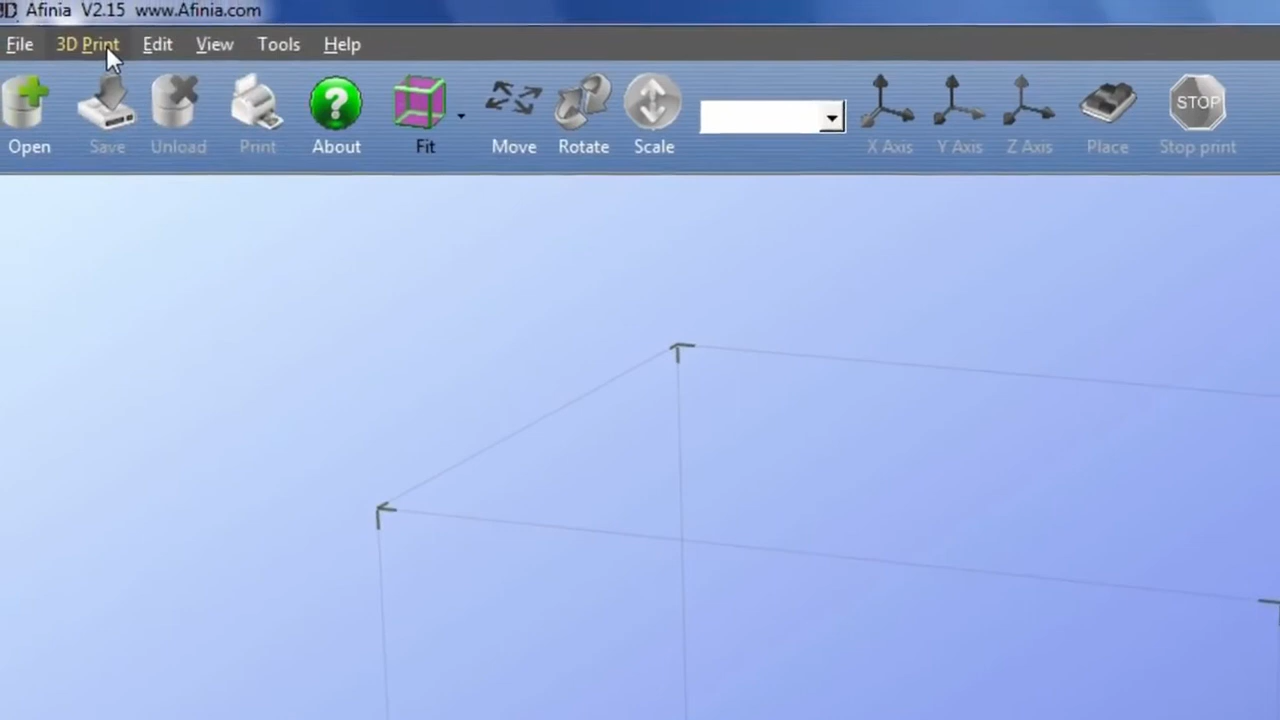 3D Afinia V2.15 www.Afinia.com
File 3D Print Edit View Tools Help
Open Save Unload Print About Fit Move Rotate Scale X Axis Y Axis Z Axis Place Stop print
STOP